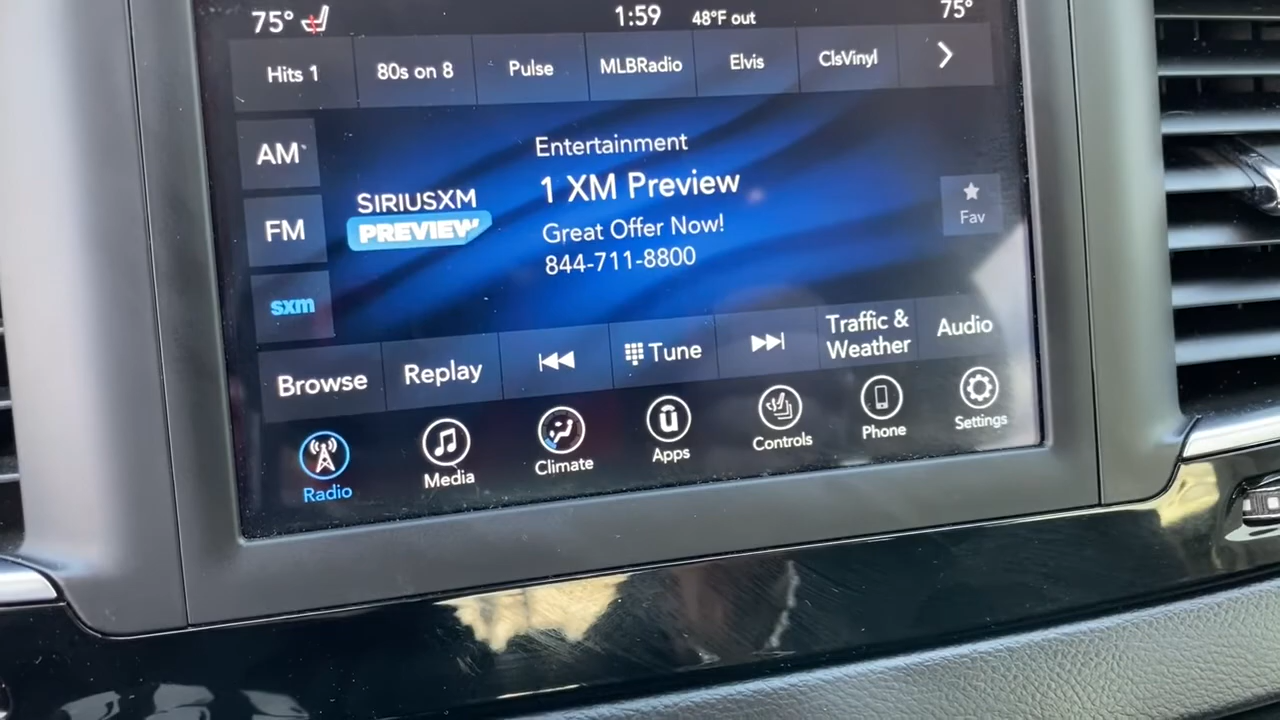 75° 1:59 48°F out 75°
Hits 1 80s on 8 Pulse MLBRadio Elvis ClsVinyl
AM
FM
sxm
SIRIUSXM
PREVIEW
Entertainment
1 XM Preview
Great Offer Now!
844-711-8800
Fav
Browse Replay Tune Traffic & Weather Audio
Radio Media Climate Apps Controls Phone Settings